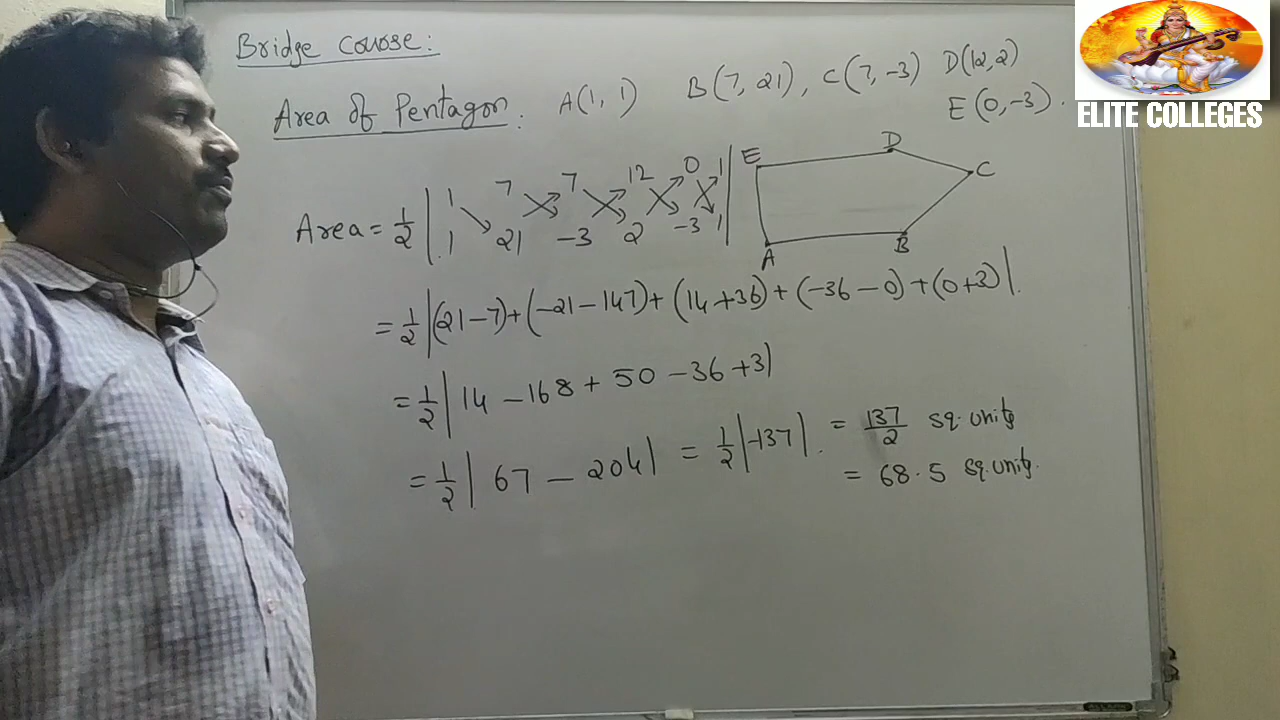 Bridge course:
Area of Pentagon: A(1, 1) B(7, 21), C(7, -3) D(12, 2)
E(0, -3).
ELITE COLLEGES
E D C
A B
Area = 1/2 | 1 7 7 12 0 1 |
1 21 -3 2 -3 1
= 1/2 |(21-7)+(-21-147)+(14+36)+(-36-0)+(0+3)|.
= 1/2 | 14 - 168 + 50 - 36 + 3|
= 1/2 | 67 - 204| = 1/2 |-137|. = 137/2 sq. units
= 68.5 sq. units.